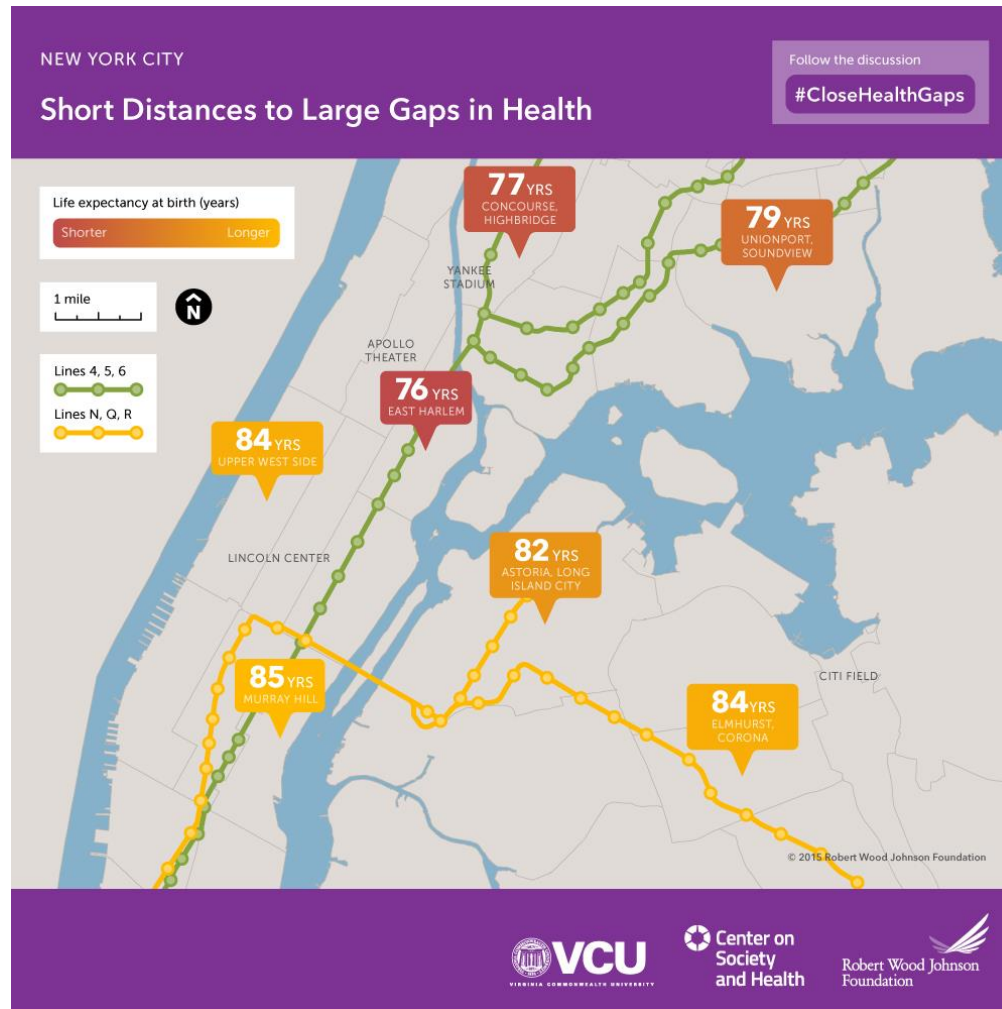 NEW YORK CITY
Short Distances to Large Gaps in Health
Follow the discussion
#CloseHealthGaps
Life expectancy at birth (years)
Shorter Longer
1 mile
N
Lines 4, 5, 6
Lines N, Q, R
77 YRS
CONCOURSE,
HIGHBRIDGE
79 YRS
UNIONPORT,
SOUNDVIEW
YANKEE
STADIUM
APOLLO
THEATER
76 YRS
EAST HARLEM
84 YRS
UPPER WEST SIDE
LINCOLN CENTER
82 YRS
ASTORIA, LONG
ISLAND CITY
85 YRS
MURRAY HILL
CITI FIELD
84 YRS
ELMHURST,
CORONA
© 2015 Robert Wood Johnson Foundation
VCU
VIRGINIA COMMONWEALTH UNIVERSITY
Center on
Society
and Health
Robert Wood Johnson
Foundation